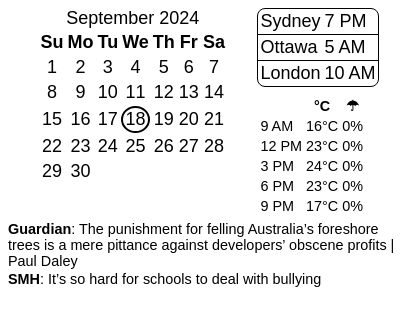 September 2024
Su Mo Tu We Th Fr Sa
1 2 3 4 5 6 7
8 9 10 11 12 13 14
15 16 17 18 19 20 21
22 23 24 25 26 27 28
29 30
Sydney 7 PM
Ottawa 5 AM
London 10 AM
°C ☂
9 AM 16°C 0%
12 PM 23°C 0%
3 PM 24°C 0%
6 PM 23°C 0%
9 PM 17°C 0%
Guardian: The punishment for felling Australia’s foreshore
trees is a mere pittance against developers’ obscene profits |
Paul Daley
SMH: It’s so hard for schools to deal with bullying